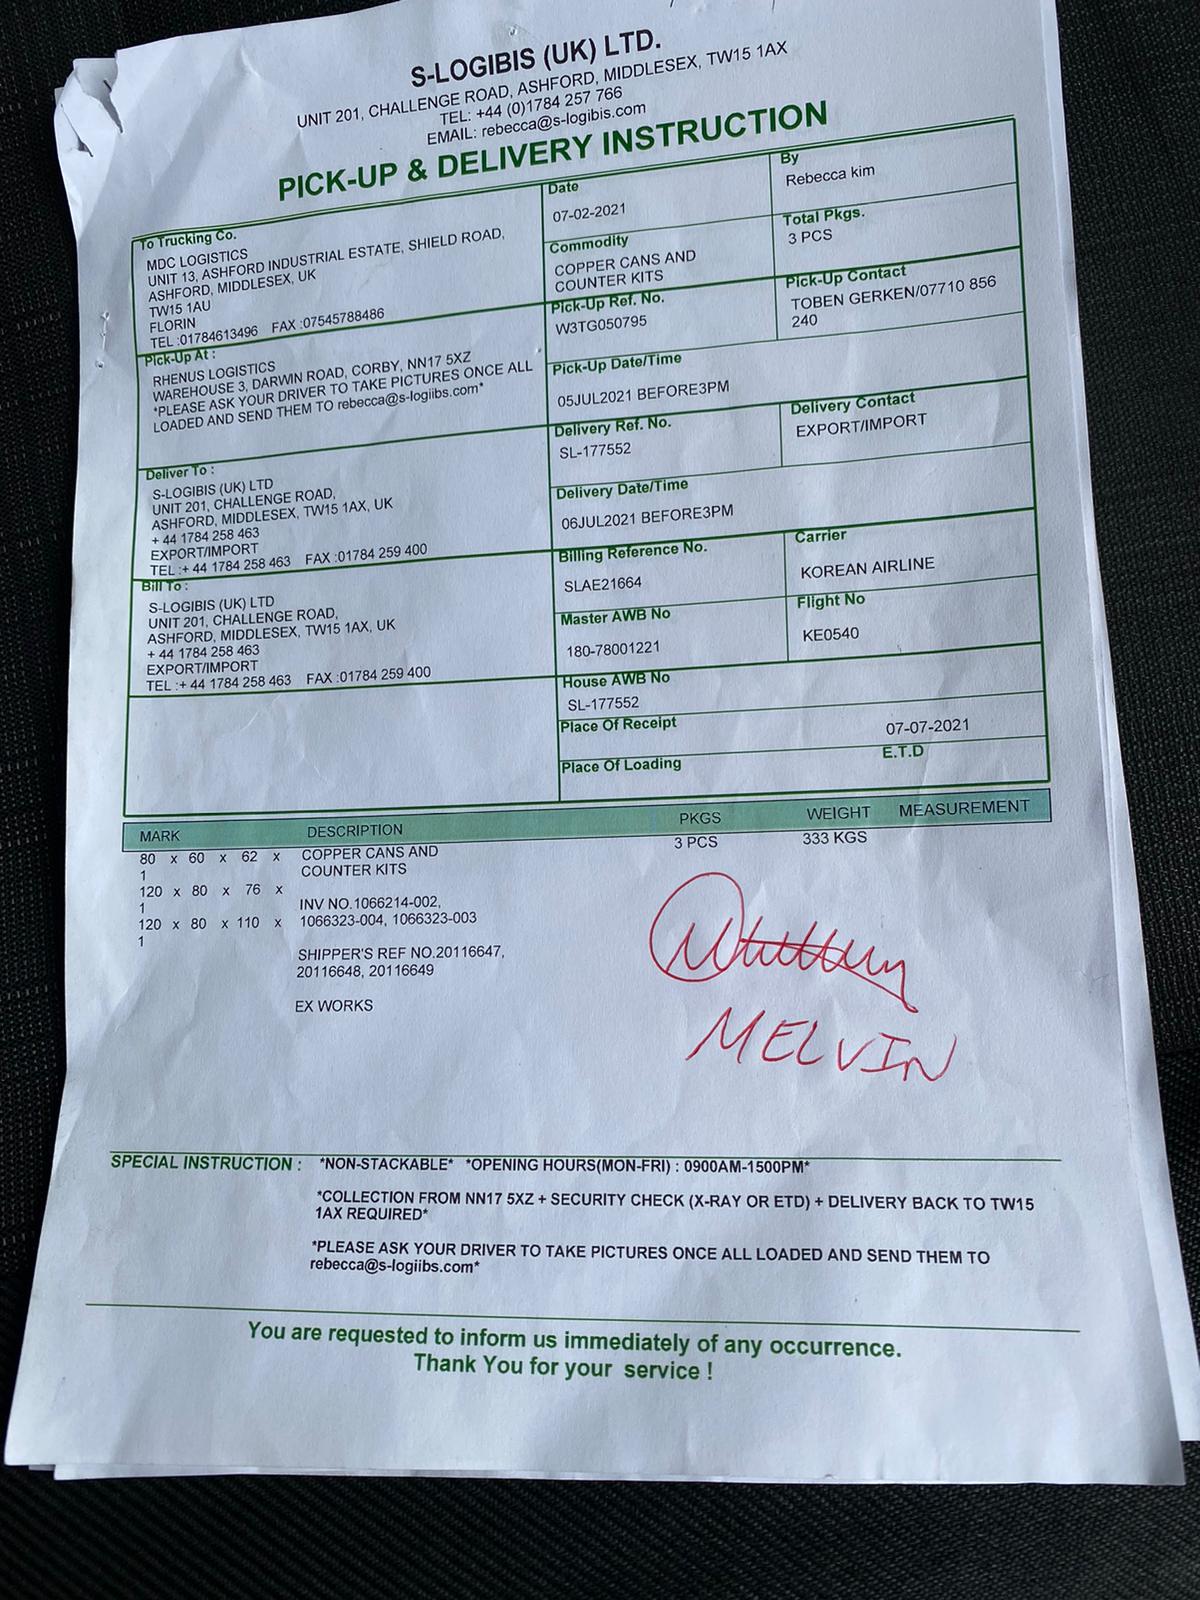 S-LOGIBIS (UK) LTD.
UNIT 201, CHALLENGE ROAD, ASHFORD, MIDDLESEX, TW15 1AX
TEL: +44 (0)1784 257 766
EMAIL: rebecca@s-logibis.com
PICK-UP & DELIVERY INSTRUCTION
To Trucking Co.
MDC LOGISTICS
UNIT 13, ASHFORD INDUSTRIAL ESTATE, SHIELD ROAD,
ASHFORD, MIDDLESEX, UK
TW15 1AU
FLORIN
TEL :01784613496 FAX :07545788486
Date
07-02-2021
By
Rebecca kim
Commodity
COPPER CANS AND
COUNTER KITS
Total Pkgs.
3 PCS
Pick-Up Ref. No.
W3TG050795
Pick-Up Contact
TOBEN GERKEN/07710 856
240
Pick-Up At :
RHENUS LOGISTICS
WAREHOUSE 3, DARWIN ROAD, CORBY, NN17 5XZ
*PLEASE ASK YOUR DRIVER TO TAKE PICTURES ONCE ALL
LOADED AND SEND THEM TO rebecca@s-logiibs.com*
Pick-Up Date/Time
05JUL2021 BEFORE3PM
Delivery Ref. No.
SL-177552
Delivery Contact
EXPORT/IMPORT
Deliver To :
S-LOGIBIS (UK) LTD
UNIT 201, CHALLENGE ROAD,
ASHFORD, MIDDLESEX, TW15 1AX, UK
+ 44 1784 258 463
EXPORT/IMPORT
TEL :+ 44 1784 258 463 FAX :01784 259 400
Delivery Date/Time
06JUL2021 BEFORE3PM
Bill To :
S-LOGIBIS (UK) LTD
UNIT 201, CHALLENGE ROAD,
ASHFORD, MIDDLESEX, TW15 1AX, UK
+ 44 1784 258 463
EXPORT/IMPORT
TEL :+ 44 1784 258 463 FAX :01784 259 400
Billing Reference No.
SLAE21664
Carrier
KOREAN AIRLINE
Master AWB No
180-78001221
Flight No
KE0540
House AWB No
SL-177552
Place Of Receipt
07-07-2021
E.T.D
Place Of Loading
MARK DESCRIPTION PKGS WEIGHT MEASUREMENT
80 x 60 x 62 x COPPER CANS AND 3 PCS 333 KGS
1 COUNTER KITS
120 x 80 x 76 x
1 INV NO.1066214-002,
120 x 80 x 110 x 1066323-004, 1066323-003
1
SHIPPER'S REF NO.20116647,
20116648, 20116649
EX WORKS
MELVIN
SPECIAL INSTRUCTION : *NON-STACKABLE* *OPENING HOURS(MON-FRI) : 0900AM-1500PM*
*COLLECTION FROM NN17 5XZ + SECURITY CHECK (X-RAY OR ETD) + DELIVERY BACK TO TW15
1AX REQUIRED*
*PLEASE ASK YOUR DRIVER TO TAKE PICTURES ONCE ALL LOADED AND SEND THEM TO
rebecca@s-logiibs.com*
You are requested to inform us immediately of any occurrence.
Thank You for your service !